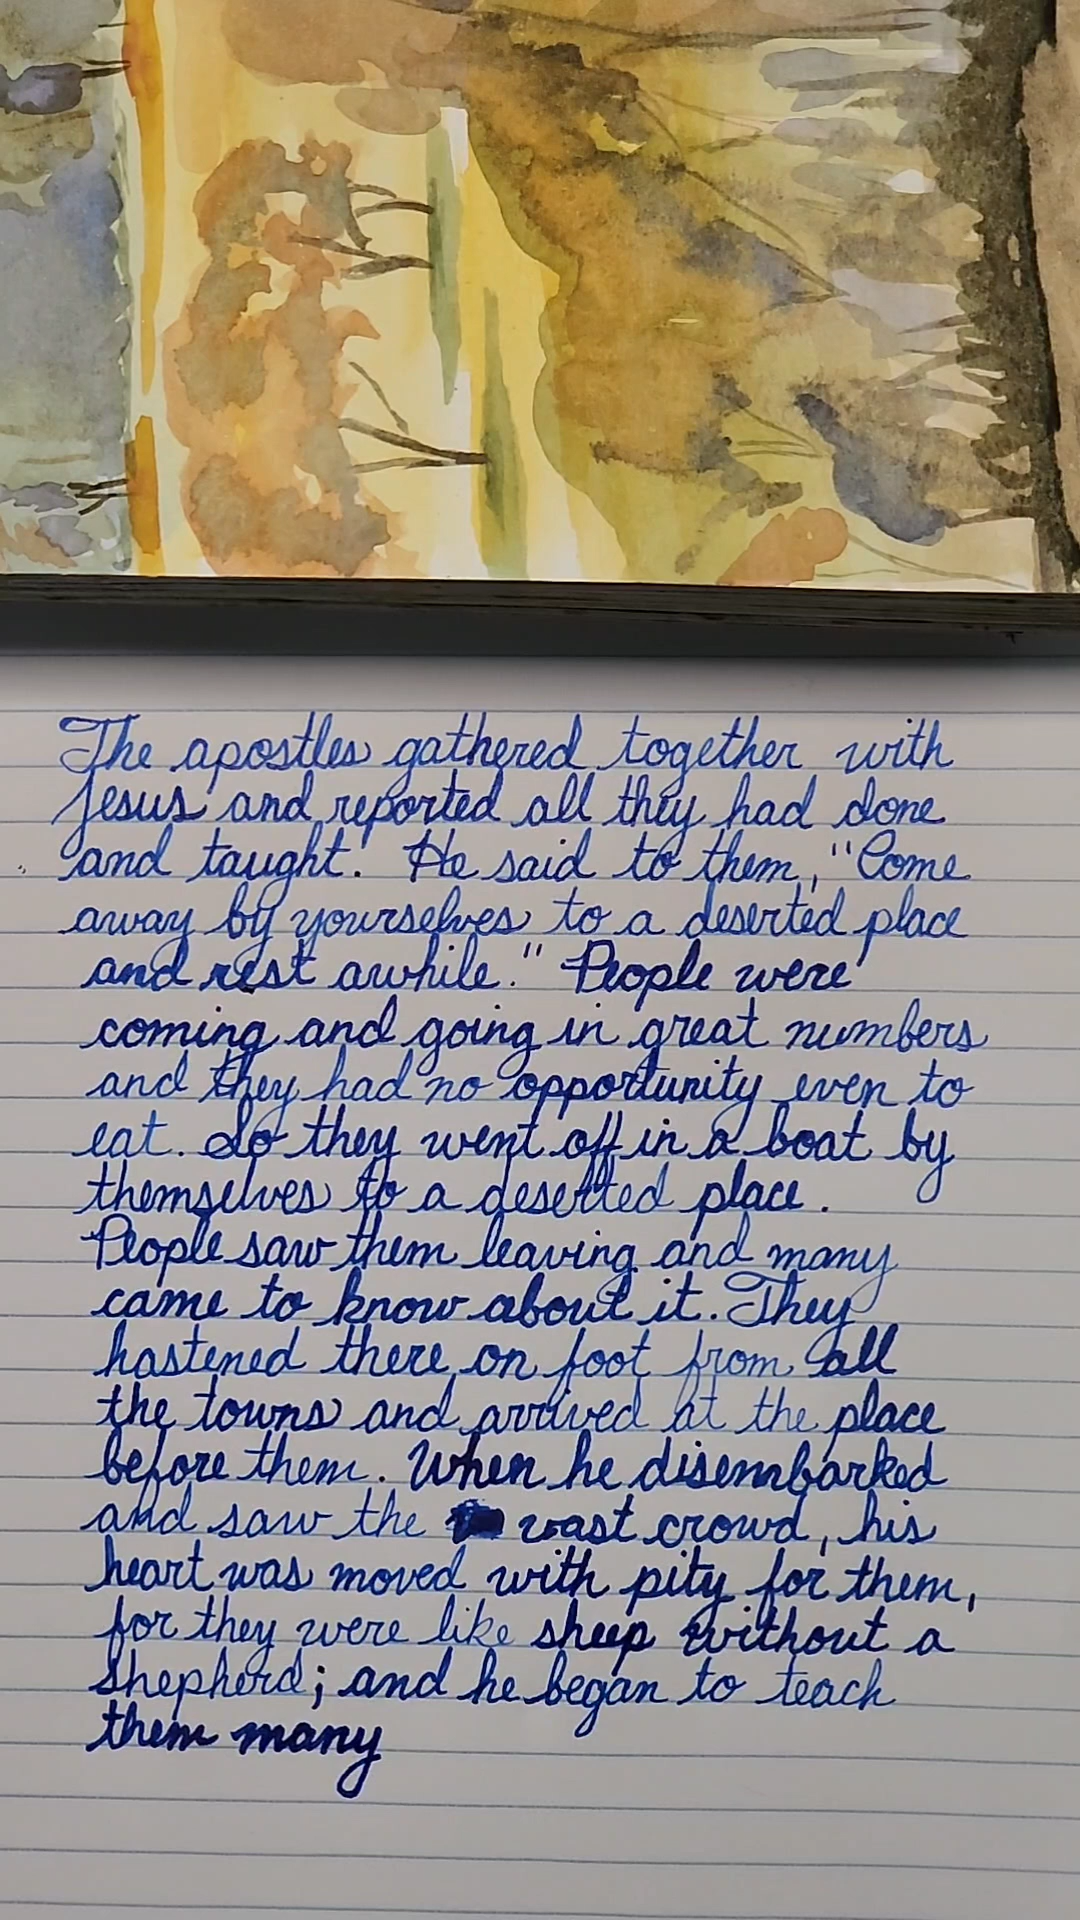 The apostles gathered together with
Jesus and reported all they had done
and taught. He said to them, "Come
away by yourselves to a deserted place
and rest awhile." People were
coming and going in great numbers
and they had no opportunity even to
eat. So they went off in a boat by
themselves to a deserted place.
People saw them leaving and many
came to know about it. They
hastened there on foot from all
the towns and arrived at the place
before them. When he disembarked
and saw the vast crowd, his
heart was moved with pity for them,
for they were like sheep without a
shepherd; and he began to teach
them many